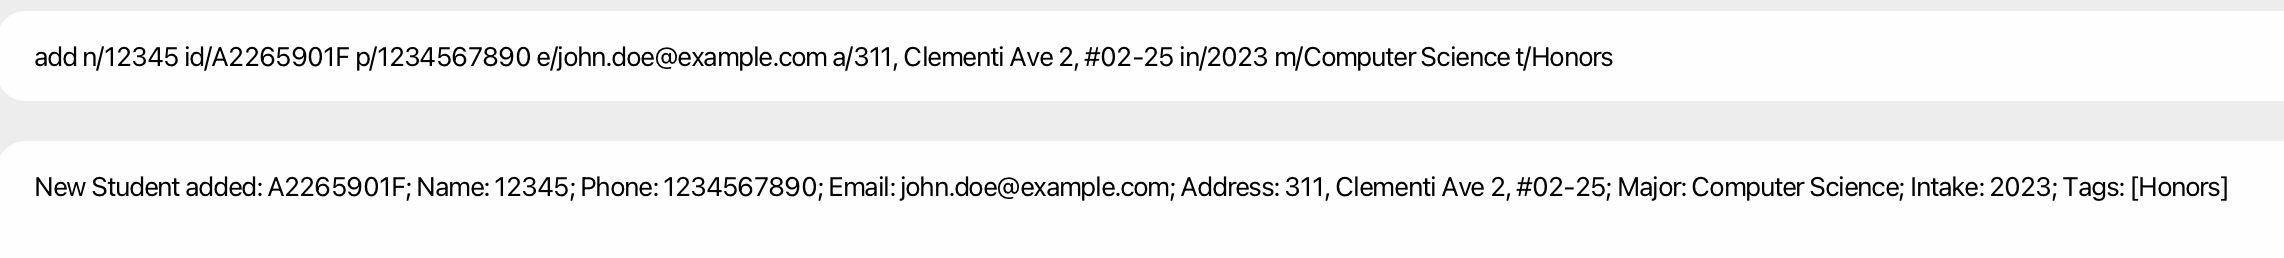 add n/12345 id/A2265901F p/1234567890 e/john.doe@example.com a/311, Clementi Ave 2, #02-25 in/2023 m/Computer Science t/Honors
New Student added: A2265901F; Name: 12345; Phone: 1234567890; Email: john.doe@example.com; Address: 311, Clementi Ave 2, #02-25; Major: Computer Science; Intake: 2023; Tags: [Honors]